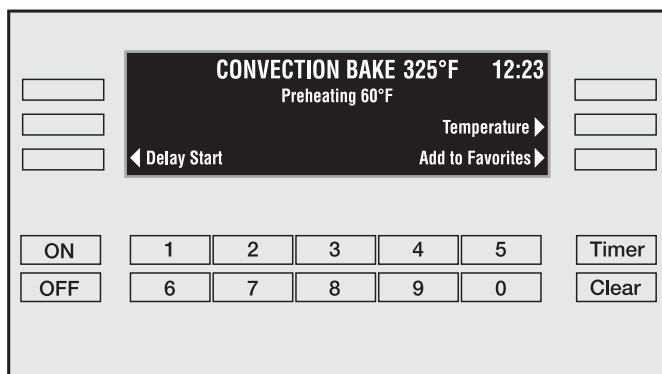 CONVECTION BAKE 325°F 12:23
Preheating 60°F
Temperature
Delay Start Add to Favorites
ON 1 2 3 4 5 Timer
OFF 6 7 8 9 0 Clear